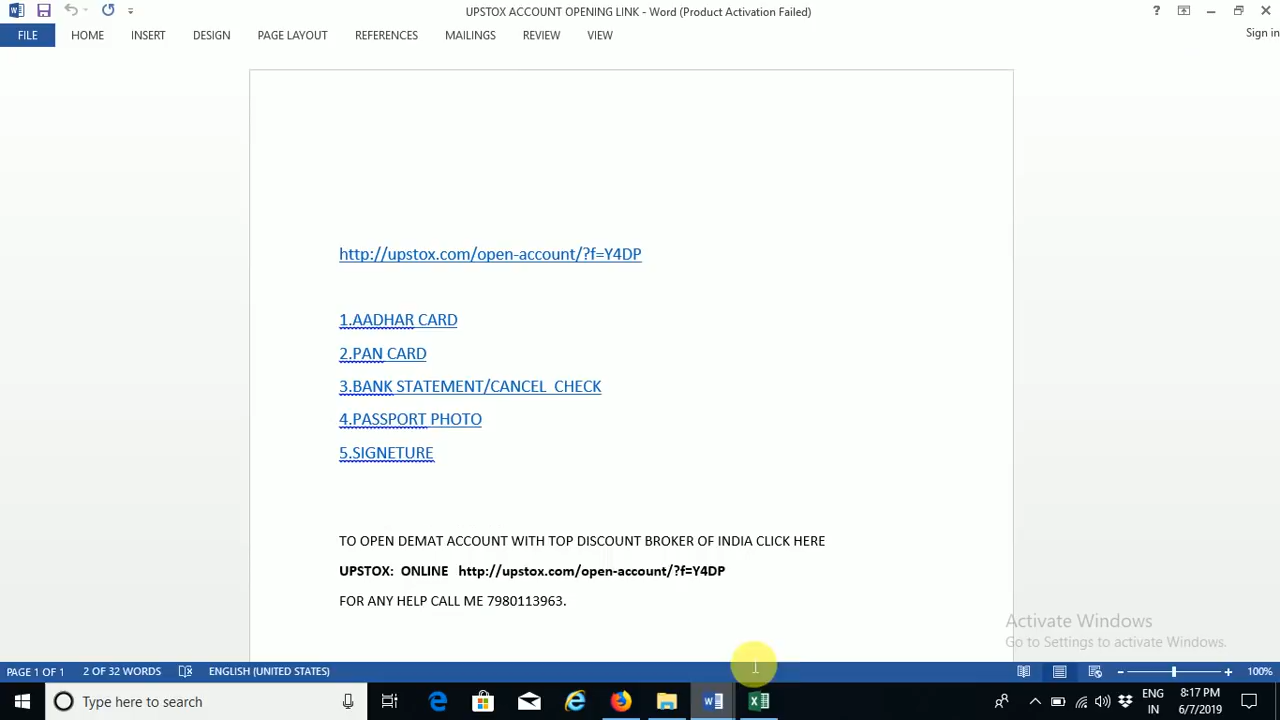 UPSTOX ACCOUNT OPENING LINK - Word (Product Activation Failed)
FILE HOME INSERT DESIGN PAGE LAYOUT REFERENCES MAILINGS REVIEW VIEW Sign in
http://upstox.com/open-account/?f=Y4DP
1.AADHAR CARD
2.PAN CARD
3.BANK STATEMENT/CANCEL  CHECK
4.PASSPORT PHOTO
5.SIGNETURE
TO OPEN DEMAT ACCOUNT WITH TOP DISCOUNT BROKER OF INDIA CLICK HERE
UPSTOX:  ONLINE   http://upstox.com/open-account/?f=Y4DP
FOR ANY HELP CALL ME 7980113963.
Activate Windows
Go to Settings to activate Windows.
PAGE 1 OF 1 2 OF 32 WORDS ENGLISH (UNITED STATES) 100%
Type here to search
ENG 8:17 PM
IN 6/7/2019